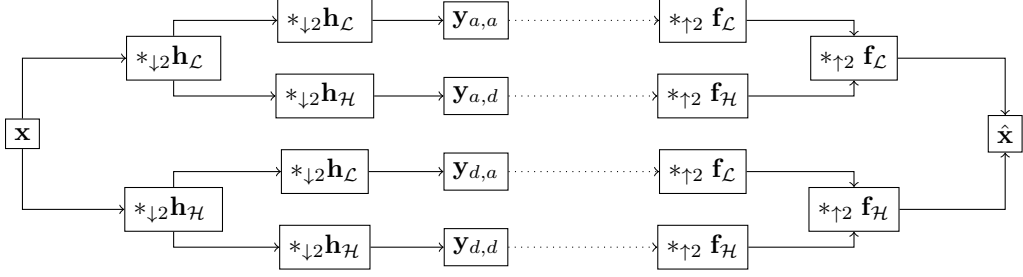 ∗↓2h𝓛 y_{a,a} ∗↑2 f𝓛
∗↓2h𝓛 ∗↑2 f𝓛
∗↓2h𝓗 y_{a,d} ∗↑2 f𝓗
x x̂
∗↓2h𝓛 y_{d,a} ∗↑2 f𝓛
∗↓2h𝓗 ∗↑2 f𝓗
∗↓2h𝓗 y_{d,d} ∗↑2 f𝓗